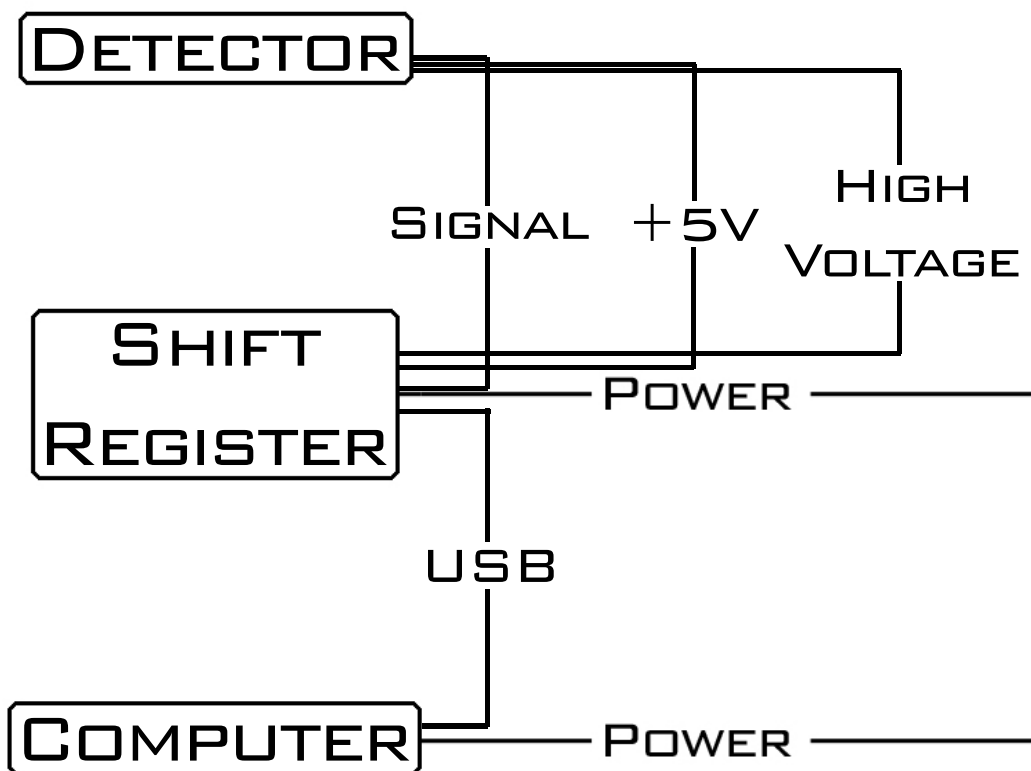 DETECTOR
SIGNAL
+5V
HIGH
VOLTAGE
SHIFT
REGISTER
POWER
USB
COMPUTER
POWER